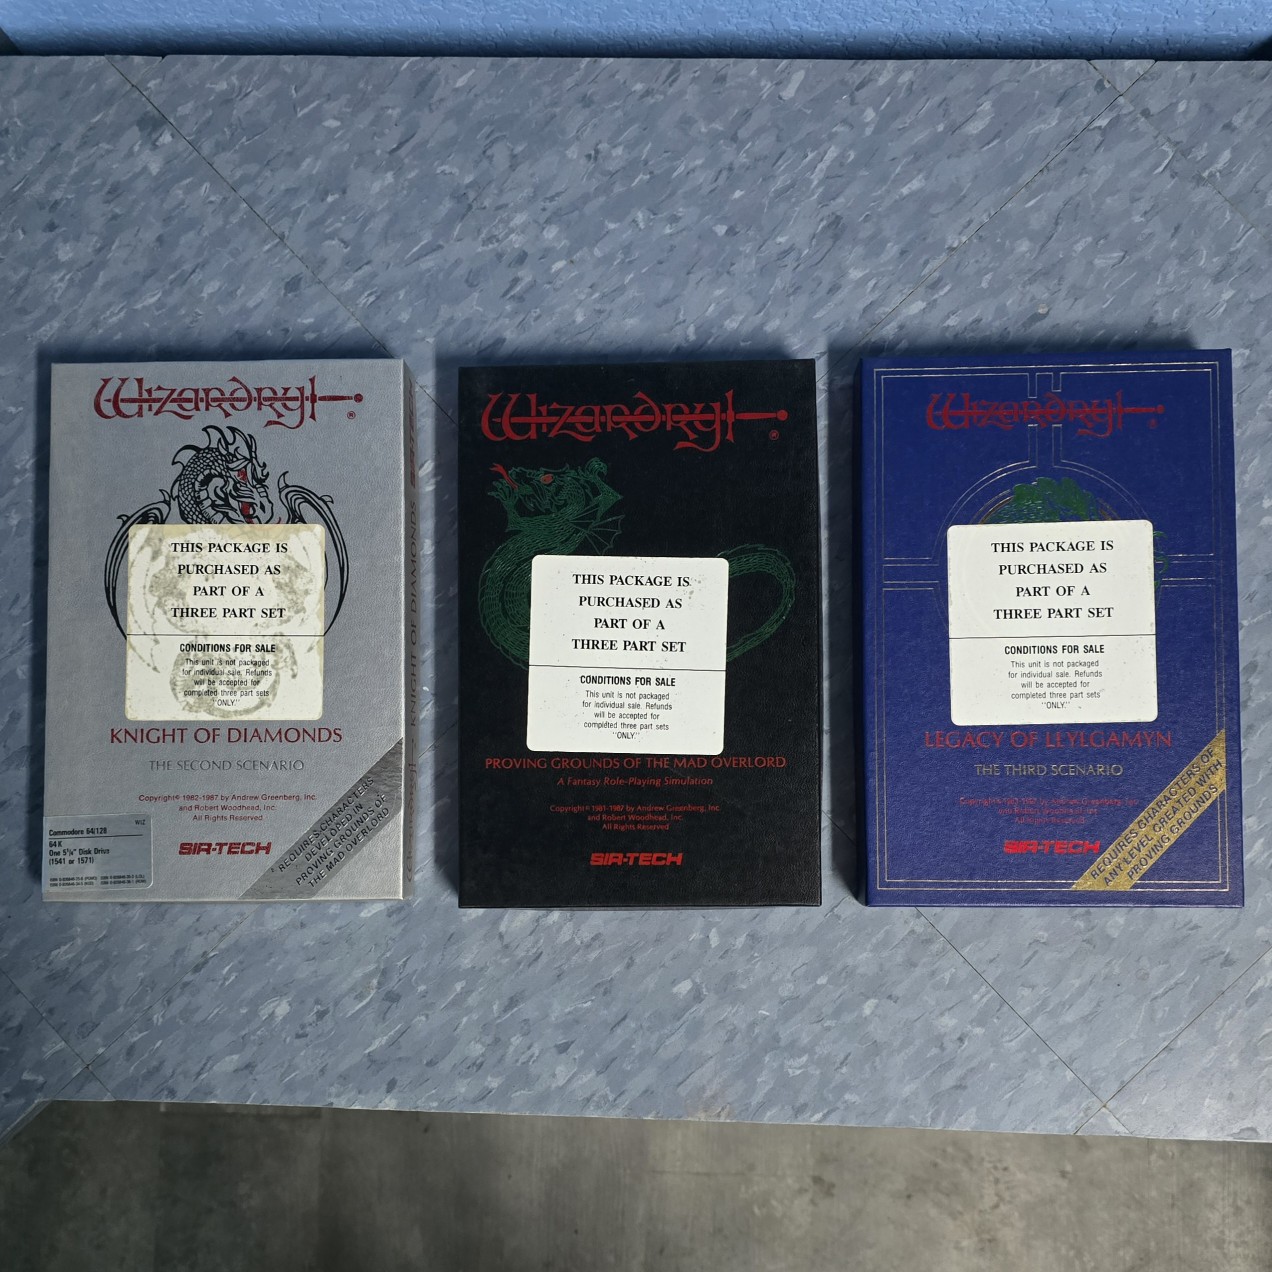 Wizardry
®
THIS PACKAGE IS
PURCHASED AS
PART OF A
THREE PART SET
CONDITIONS FOR SALE
This unit is not packaged
for individual sale. Refunds
will be accepted for
completed three part sets
"ONLY."
KNIGHT OF DIAMONDS
THE SECOND SCENARIO
Copyright© 1982-1987 by Andrew Greenberg, Inc.
and Robert Woodhead, Inc.
All Rights Reserved.
SIR-TECH
Commodore 64/128
WIZ
64 K
One 5¼" Disk Drive
(1541 or 1571)
REQUIRES CHARACTERS
DEVELOPED IN
PROVING GROUNDS OF
THE MAD OVERLORD
KNIGHT OF DIAMONDS
Wizardry
®
THIS PACKAGE IS
PURCHASED AS
PART OF A
THREE PART SET
CONDITIONS FOR SALE
This unit is not packaged
for individual sale. Refunds
will be accepted for
completed three part sets
"ONLY."
PROVING GROUNDS OF THE MAD OVERLORD
A Fantasy Role-Playing Simulation
Copyright© 1981-1987 by Andrew Greenberg, Inc.
and Robert Woodhead, Inc.
All Rights Reserved
SIR-TECH
Wizardry
®
THIS PACKAGE IS
PURCHASED AS
PART OF A
THREE PART SET
CONDITIONS FOR SALE
This unit is not packaged
for individual sale. Refunds
will be accepted for
completed three part sets
"ONLY."
LEGACY OF LLYLGAMYN
THE THIRD SCENARIO
All Rights Reserved
SIR-TECH
REQUIRES CHARACTERS OF
ANY LEVEL CREATED WITH
PROVING GROUNDS